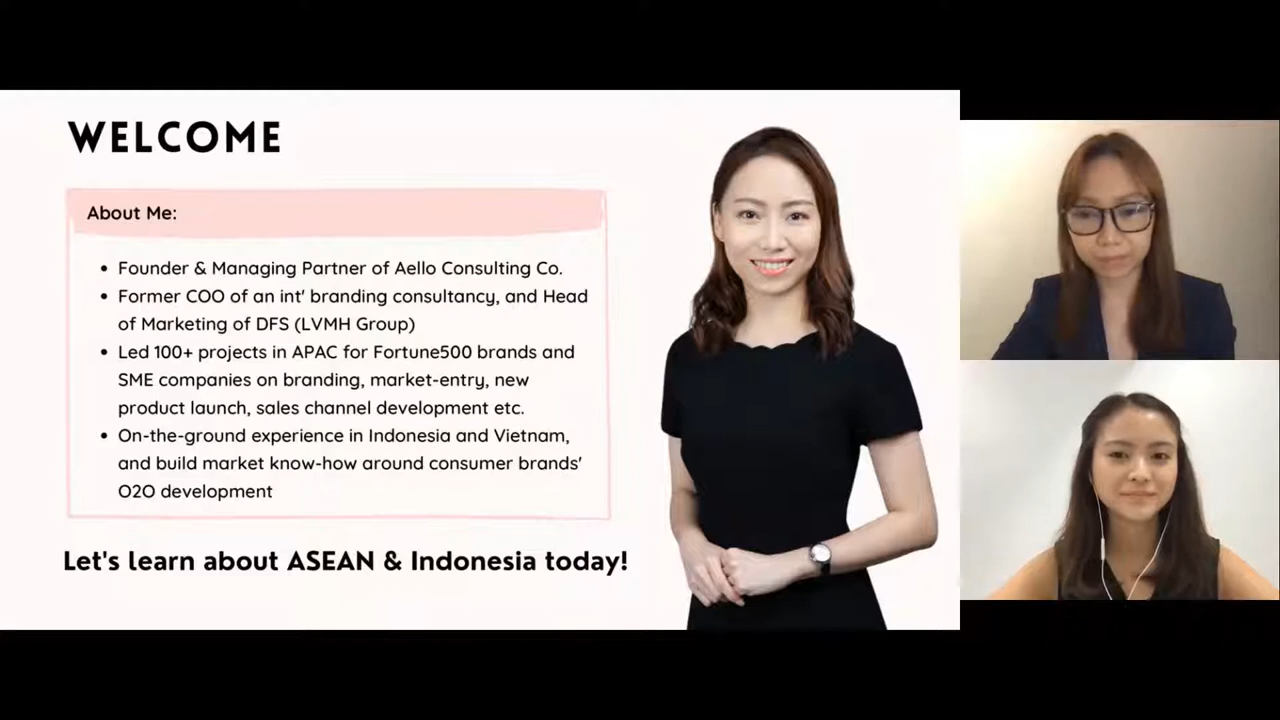 WELCOME
About Me:
• Founder & Managing Partner of Aello Consulting Co.
• Former COO of an int' branding consultancy, and Head
of Marketing of DFS (LVMH Group)
• Led 100+ projects in APAC for Fortune500 brands and
SME companies on branding, market-entry, new
product launch, sales channel development etc.
• On-the-ground experience in Indonesia and Vietnam,
and build market know-how around consumer brands'
O2O development
Let's learn about ASEAN & Indonesia today!